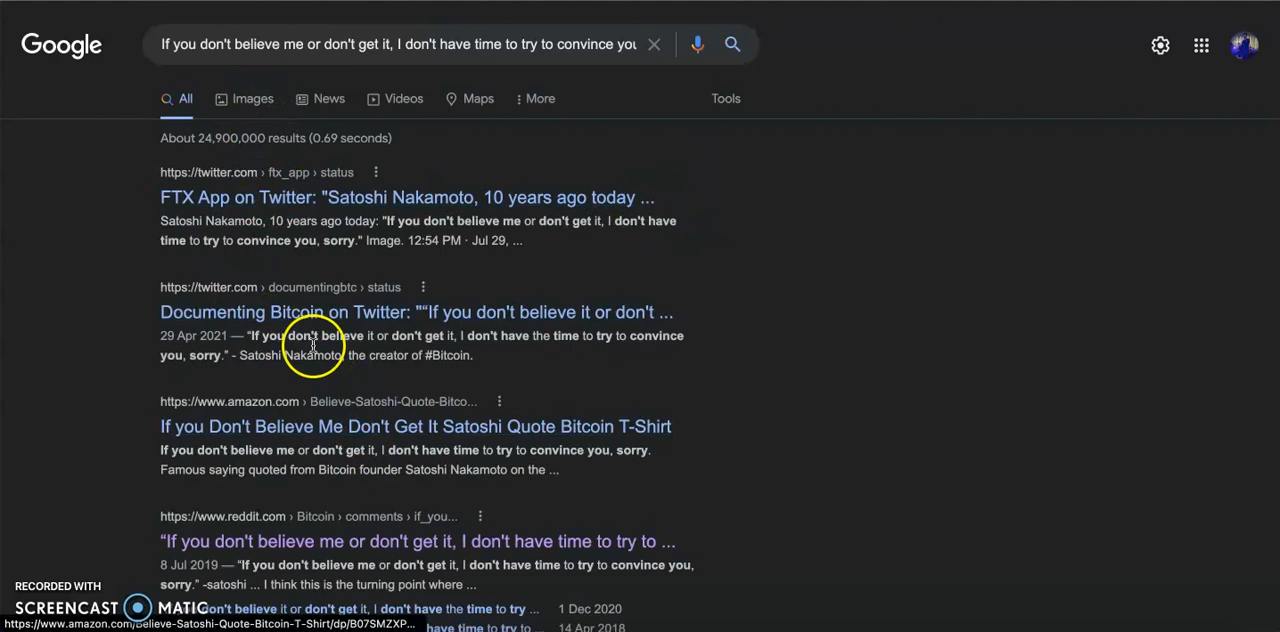 Google
If you don't believe me or don't get it, I don't have time to try to convince you
All Images News Videos Maps More Tools
About 24,900,000 results (0.69 seconds)
https://twitter.com › ftx_app › status
FTX App on Twitter: "Satoshi Nakamoto, 10 years ago today ...
Satoshi Nakamoto, 10 years ago today: "If you don't believe me or don't get it, I don't have
time to try to convince you, sorry." Image. 12:54 PM · Jul 29, ...
https://twitter.com › documentingbtc › status
Documenting Bitcoin on Twitter: "“If you don't believe it or don't ...
29 Apr 2021 — “If you don't believe it or don't get it, I don't have the time to try to convince
you, sorry.” - Satoshi Nakamoto, the creator of #Bitcoin.
https://www.amazon.com › Believe-Satoshi-Quote-Bitco...
If you Don't Believe Me Don't Get It Satoshi Quote Bitcoin T-Shirt
If you don't believe me or don't get it, I don't have time to try to convince you, sorry.
Famous saying quoted from Bitcoin founder Satoshi Nakamoto on the ...
https://www.reddit.com › Bitcoin › comments › if_you...
“If you don't believe me or don't get it, I don't have time to try to ...
8 Jul 2019 — “If you don't believe me or don't get it, I don't have time to try to convince you,
sorry.” -satoshi ... I think this is the turning point where ...
RECORDED WITH
SCREENCAST MATIC
don't believe it or don't get it, I don't have the time to try ... 1 Dec 2020
https://www.amazon.com/Believe-Satoshi-Quote-Bitcoin-T-Shirt/dp/B07SMZXP...
have time to try to ... 14 Apr 2018